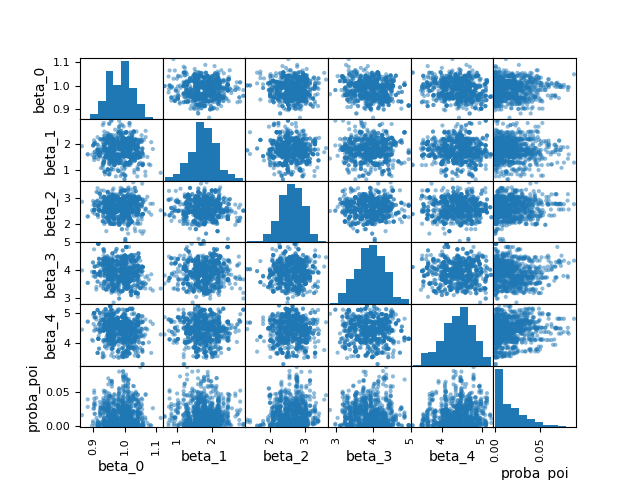 1.1
1.0
0.9
beta_0
2
1
beta_1
3
2
beta_2
5
4
3
beta_3
5
4
beta_4
0.05
0.00
proba_poi
0.9 1.0 1.1
beta_0
1 2
beta_1
2 3
beta_2
3 4 5
beta_3
4 5
beta_4
0.00 0.05
proba_poi